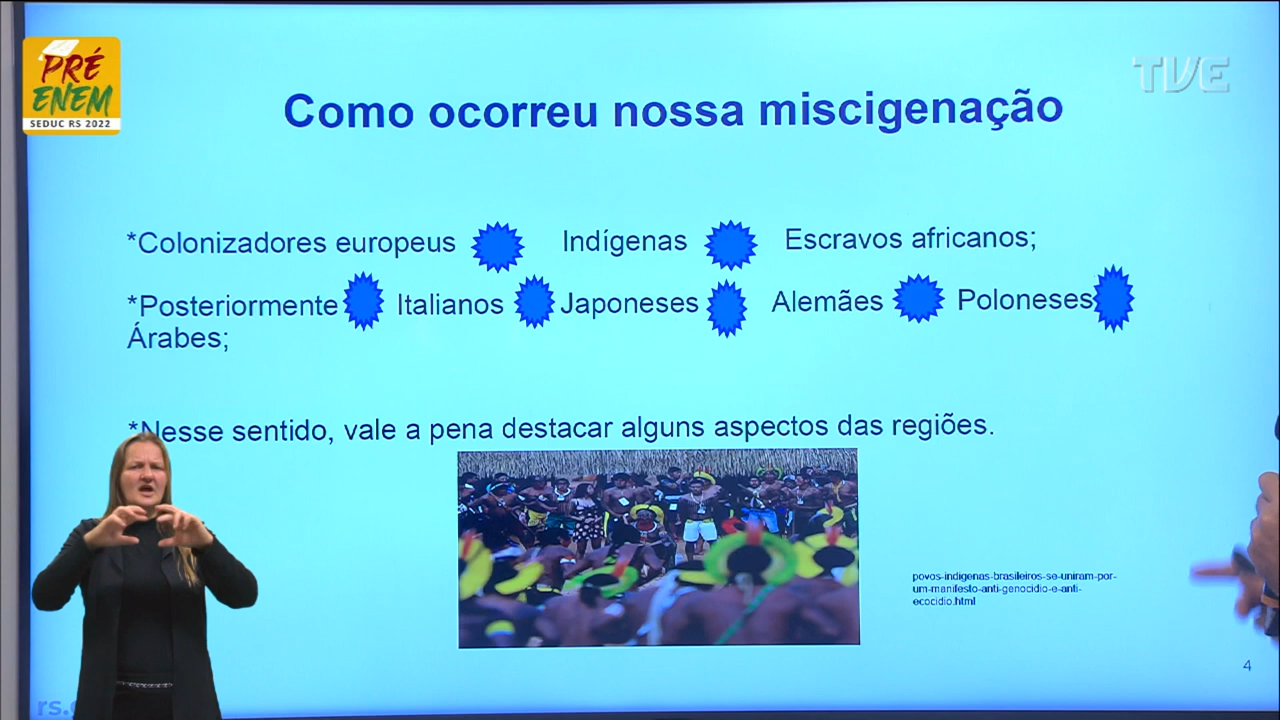 PRÉ
ENEM
SEDUC RS 2022
TVE
Como ocorreu nossa miscigenação
*Colonizadores europeus Indígenas Escravos africanos;
*Posteriormente Italianos Japoneses Alemães Poloneses
Árabes;
*Nesse sentido, vale a pena destacar alguns aspectos das regiões.
povos-indigenas-brasileiros-se-uniram-por-
um-manifesto-anti-genocidio-e-anti-
ecocidio.html
4